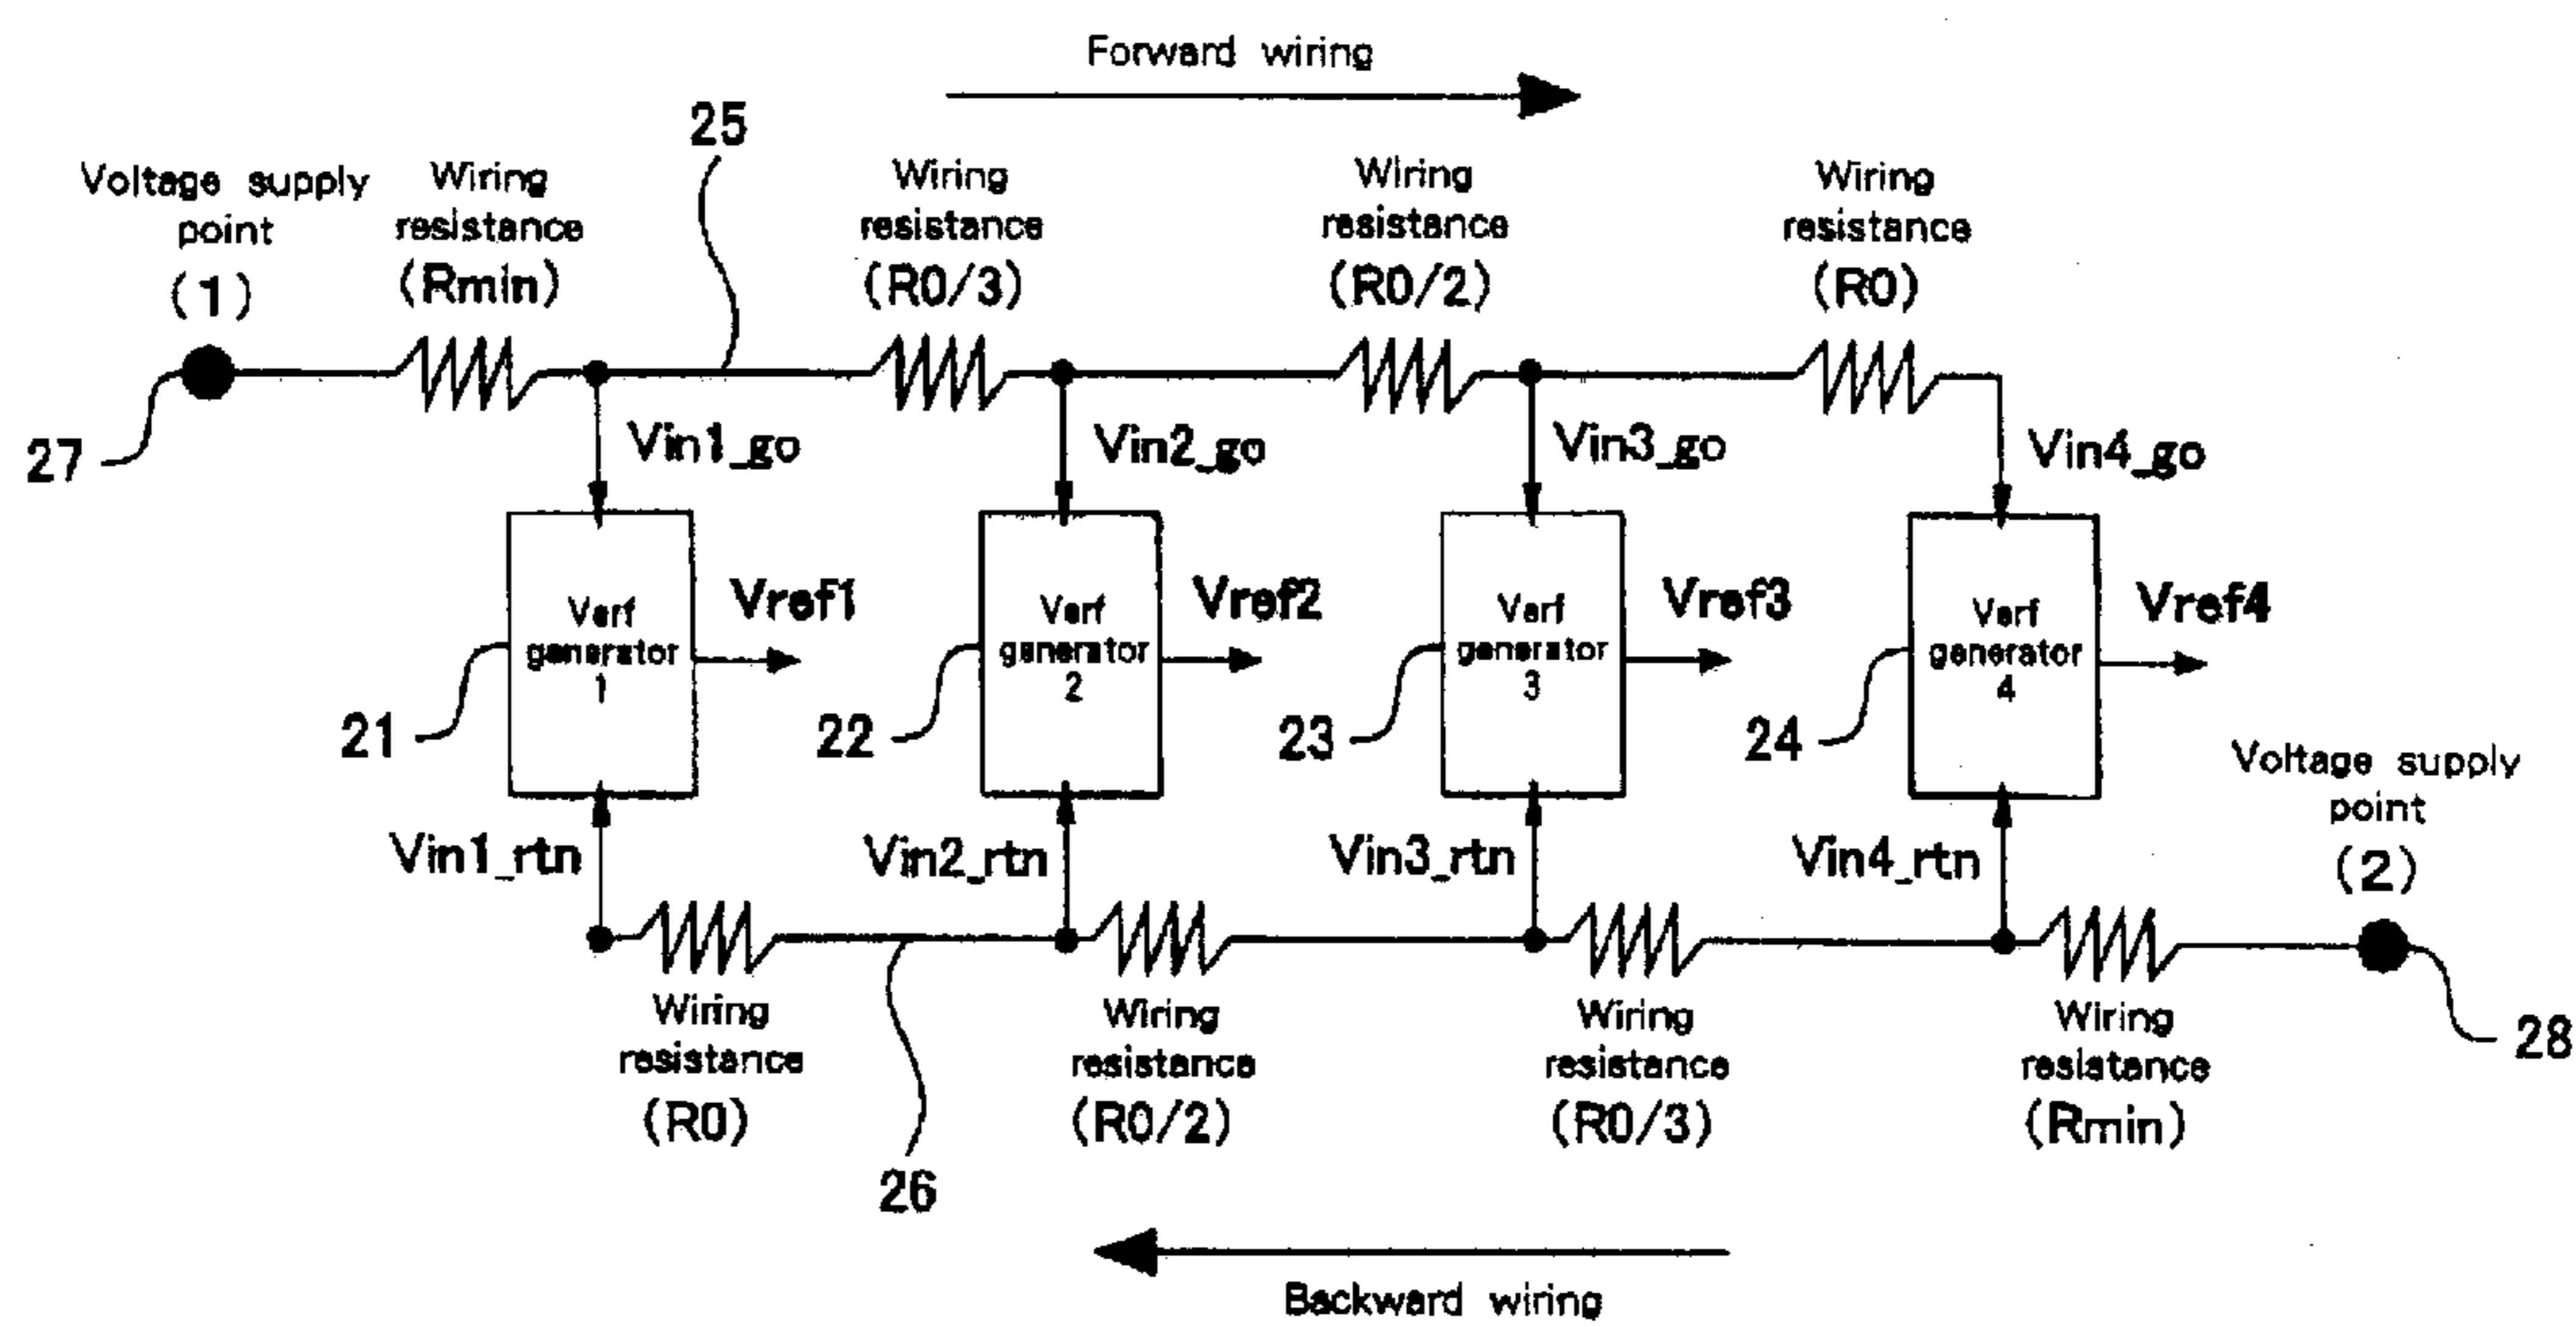 Forward wiring
25
Voltage supply
point
(1)
Wiring
resistance
(Rmin)
Wiring
resistance
(R0/3)
Wiring
resistance
(R0/2)
Wiring
resistance
(R0)
27
Vin1_go
Vin2_go
Vin3_go
Vin4_go
Verf
generator
1
Vref1
Verf
generator
2
Vref2
Verf
generator
3
Vref3
Verf
generator
4
Vref4
21
22
23
24
Voltage supply
point
(2)
Vin1_rtn
Vin2_rtn
Vin3_rtn
Vin4_rtn
Wiring
resistance
(R0)
Wiring
resistance
(R0/2)
Wiring
resistance
(R0/3)
Wiring
resistance
(Rmin)
28
26
Backward wiring